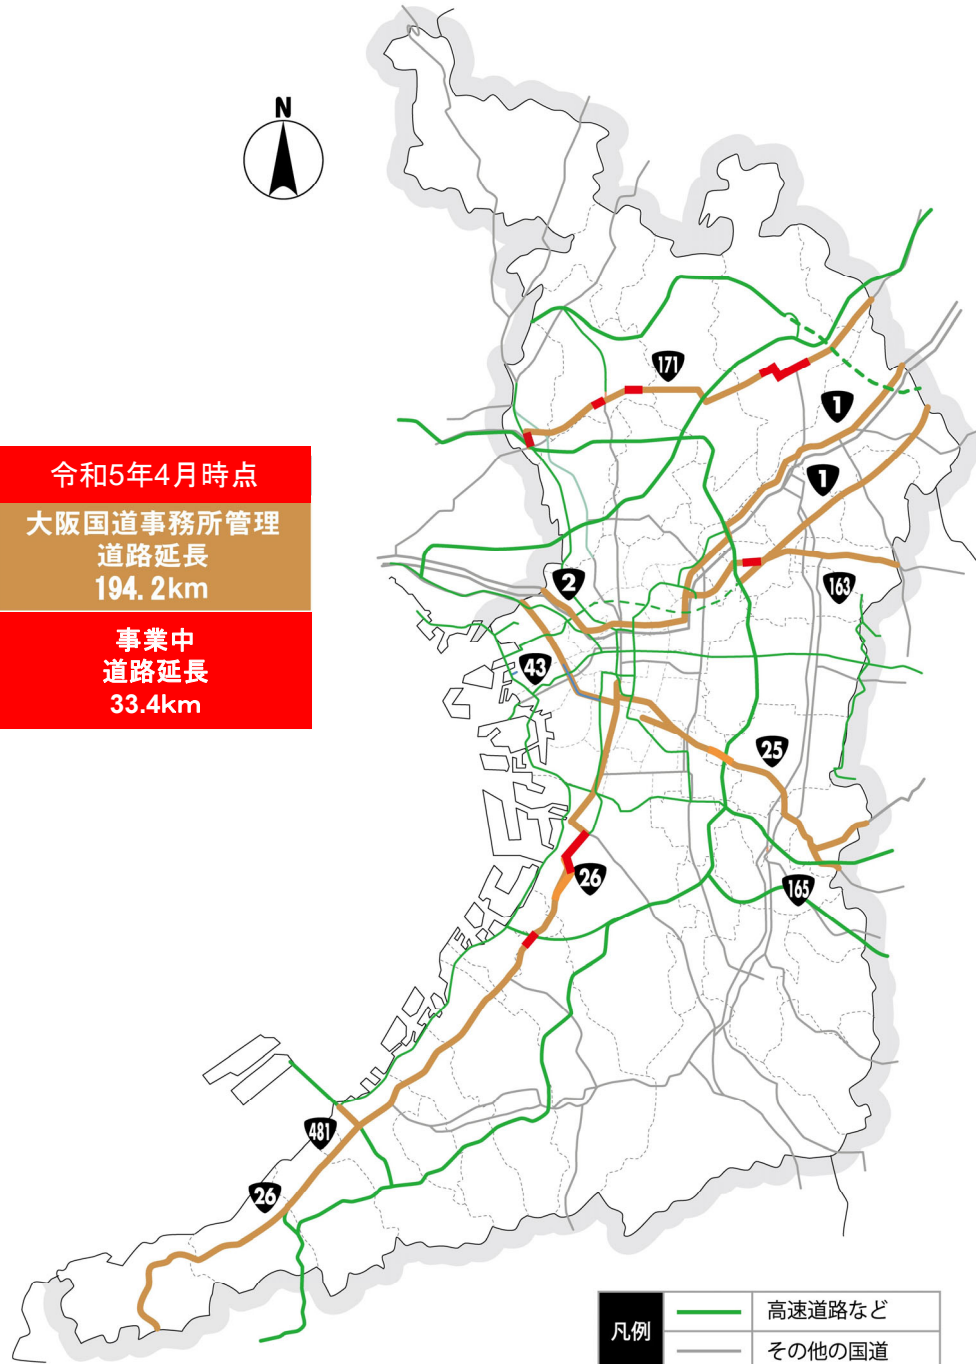 N
171
1
1
令和5年4月時点
大阪国道事務所管理
道路延長
194.2km
事業中
道路延長
33.4km
2
163
43
25
26
165
481
26
凡例
高速道路など
その他の国道